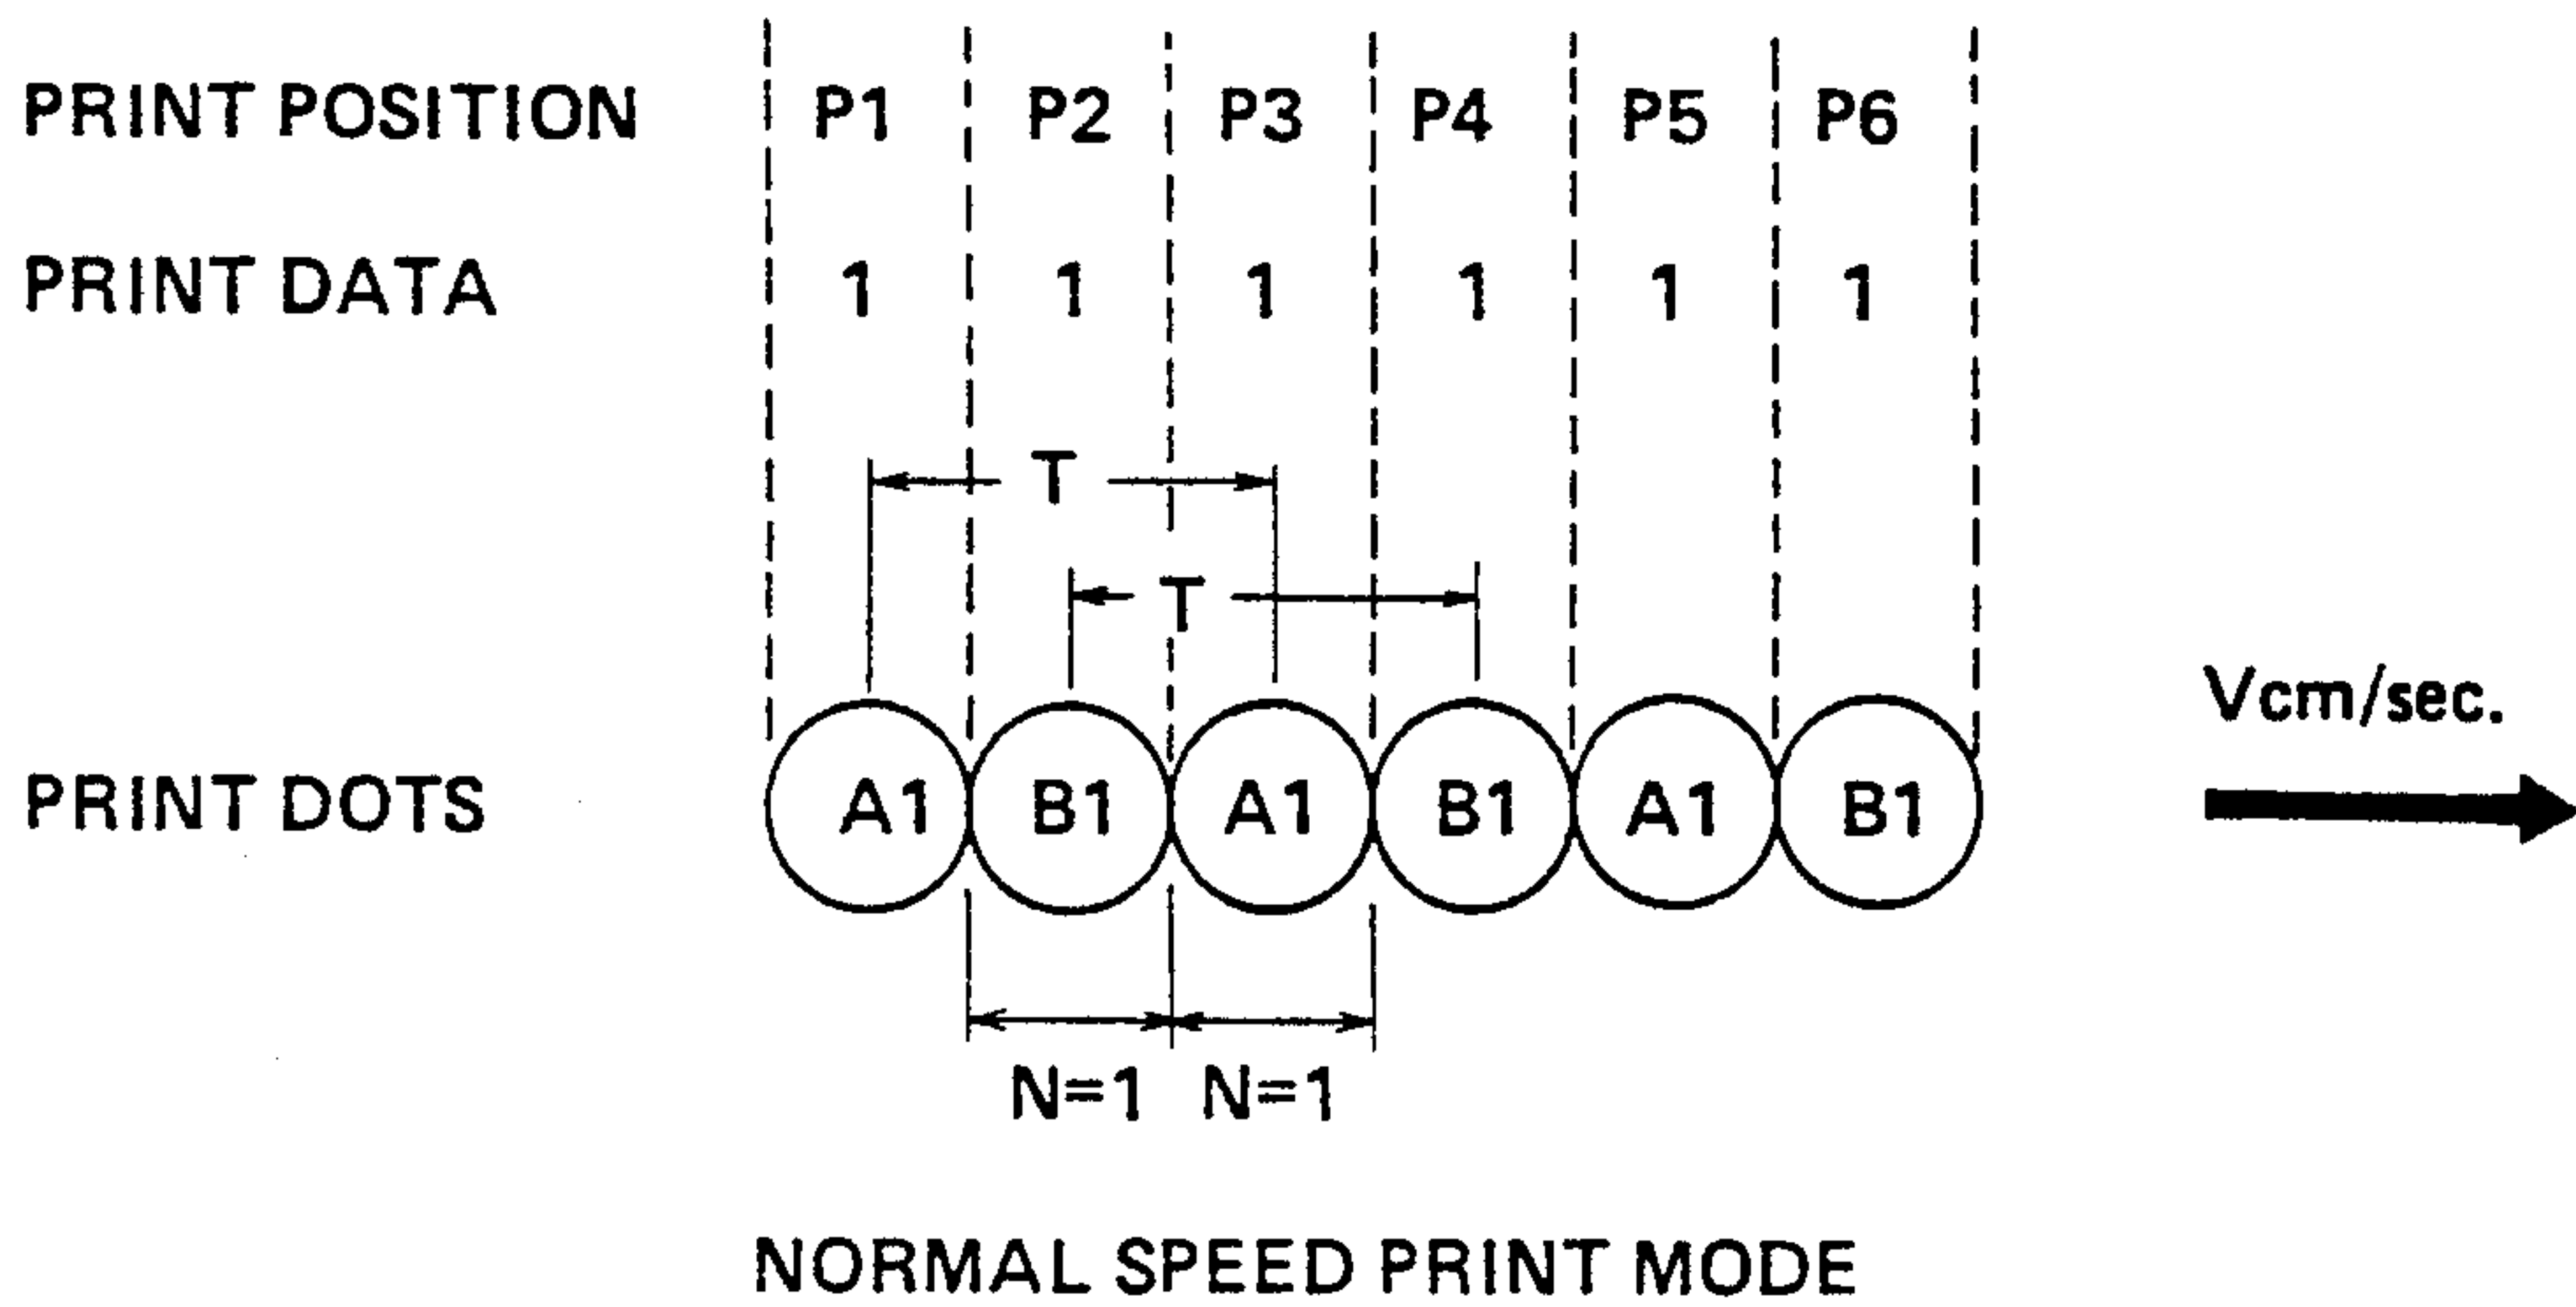 PRINT POSITION P1 P2 P3 P4 P5 P6
PRINT DATA 1 1 1 1 1 1
T
T
Vcm/sec.
PRINT DOTS A1 B1 A1 B1 A1 B1
N=1 N=1
NORMAL SPEED PRINT MODE